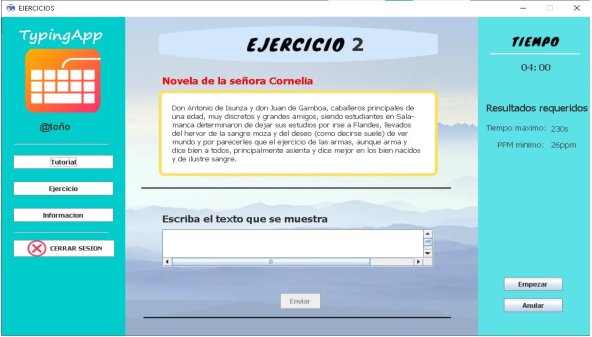 EJERCICIOS
TypingApp
@toño
Tutorial
Ejercicio
Informacion
CERRAR SESION
EJERCICIO 2
Novela de la señora Cornelia
Don Antonio de Isunza y don Juan de Gamboa, caballeros principales de
una edad, muy discretos y grandes amigos, siendo estudiantes en Sala-
manca determinaron de dejar sus estudios por irse a Flandes, llevados
del hervor de la sangre moza y del deseo (como decirse suele) de ver
mundo y por parecerles que el ejercicio de las armas, aunque arma y
dice bien a todos, principalmente asienta y dice mejor en los bien nacidos
y de ilustre sangre.
Escriba el texto que se muestra
Enviar
TIEMPO
04: 00
Resultados requeridos
Tiempo maximo: 230s
PPM minimo: 26ppm
Empezar
Anular